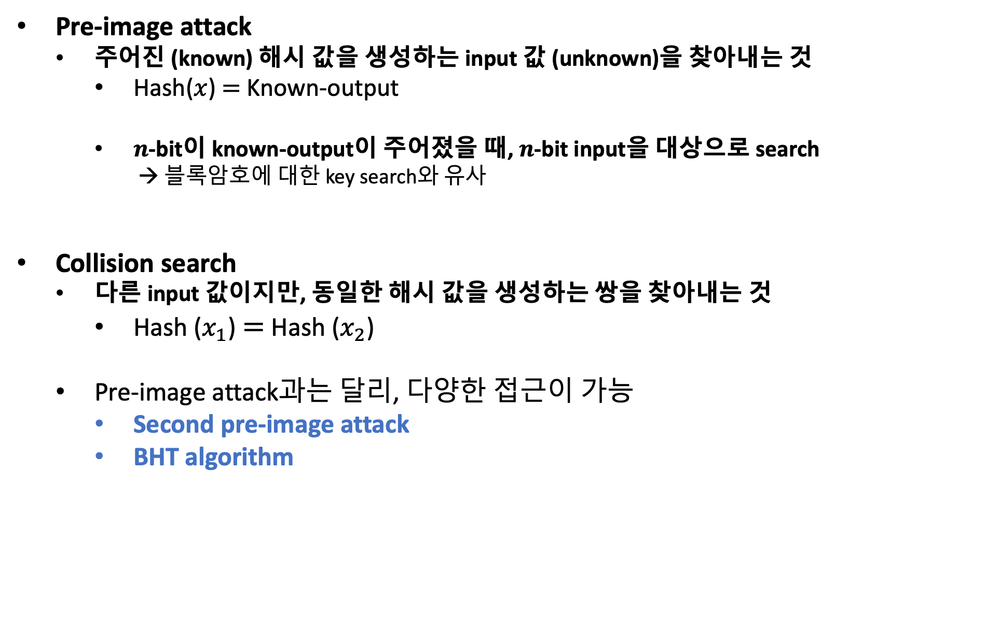 • Pre-image attack
• 주어진 (known) 해시 값을 생성하는 input 값 (unknown)을 찾아내는 것
• Hash(𝑥) = Known-output
• 𝒏-bit이 known-output이 주어졌을 때, 𝒏-bit input을 대상으로 search
→ 블록암호에 대한 key search와 유사
• Collision search
• 다른 input 값이지만, 동일한 해시 값을 생성하는 쌍을 찾아내는 것
• Hash (𝑥₁) = Hash (𝑥₂)
• Pre-image attack과는 달리, 다양한 접근이 가능
• Second pre-image attack
• BHT algorithm